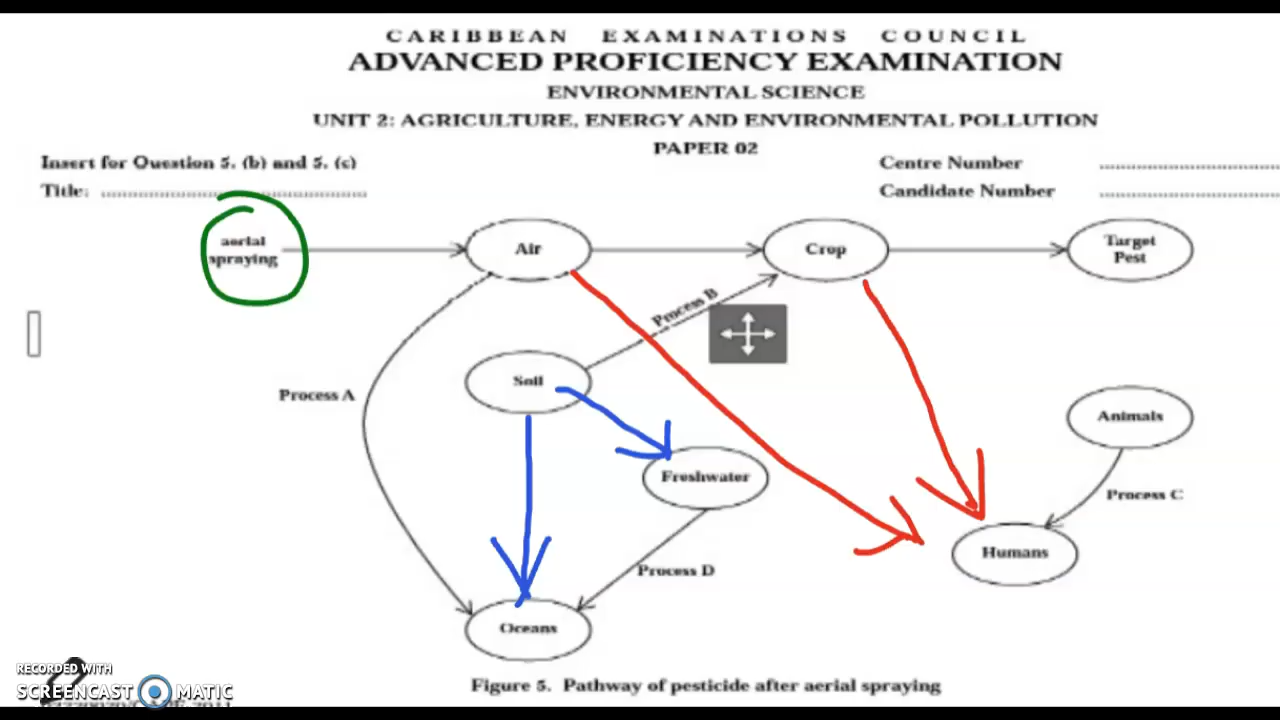 CARIBBEAN EXAMINATIONS COUNCIL
ADVANCED PROFICIENCY EXAMINATION
ENVIRONMENTAL SCIENCE
UNIT 2: AGRICULTURE, ENERGY AND ENVIRONMENTAL POLLUTION
PAPER 02
Insert for Question 5. (b) and 5. (c)
Centre Number ................................
Title: ................................
Candidate Number ................................
aerial
spraying
Air
Crop
Target
Pest
Process B
Process A
Soil
Animals
Freshwater
Process C
Humans
Process D
Oceans
Figure 5. Pathway of pesticide after aerial spraying
RECORDED WITH
SCREENCAST MATIC